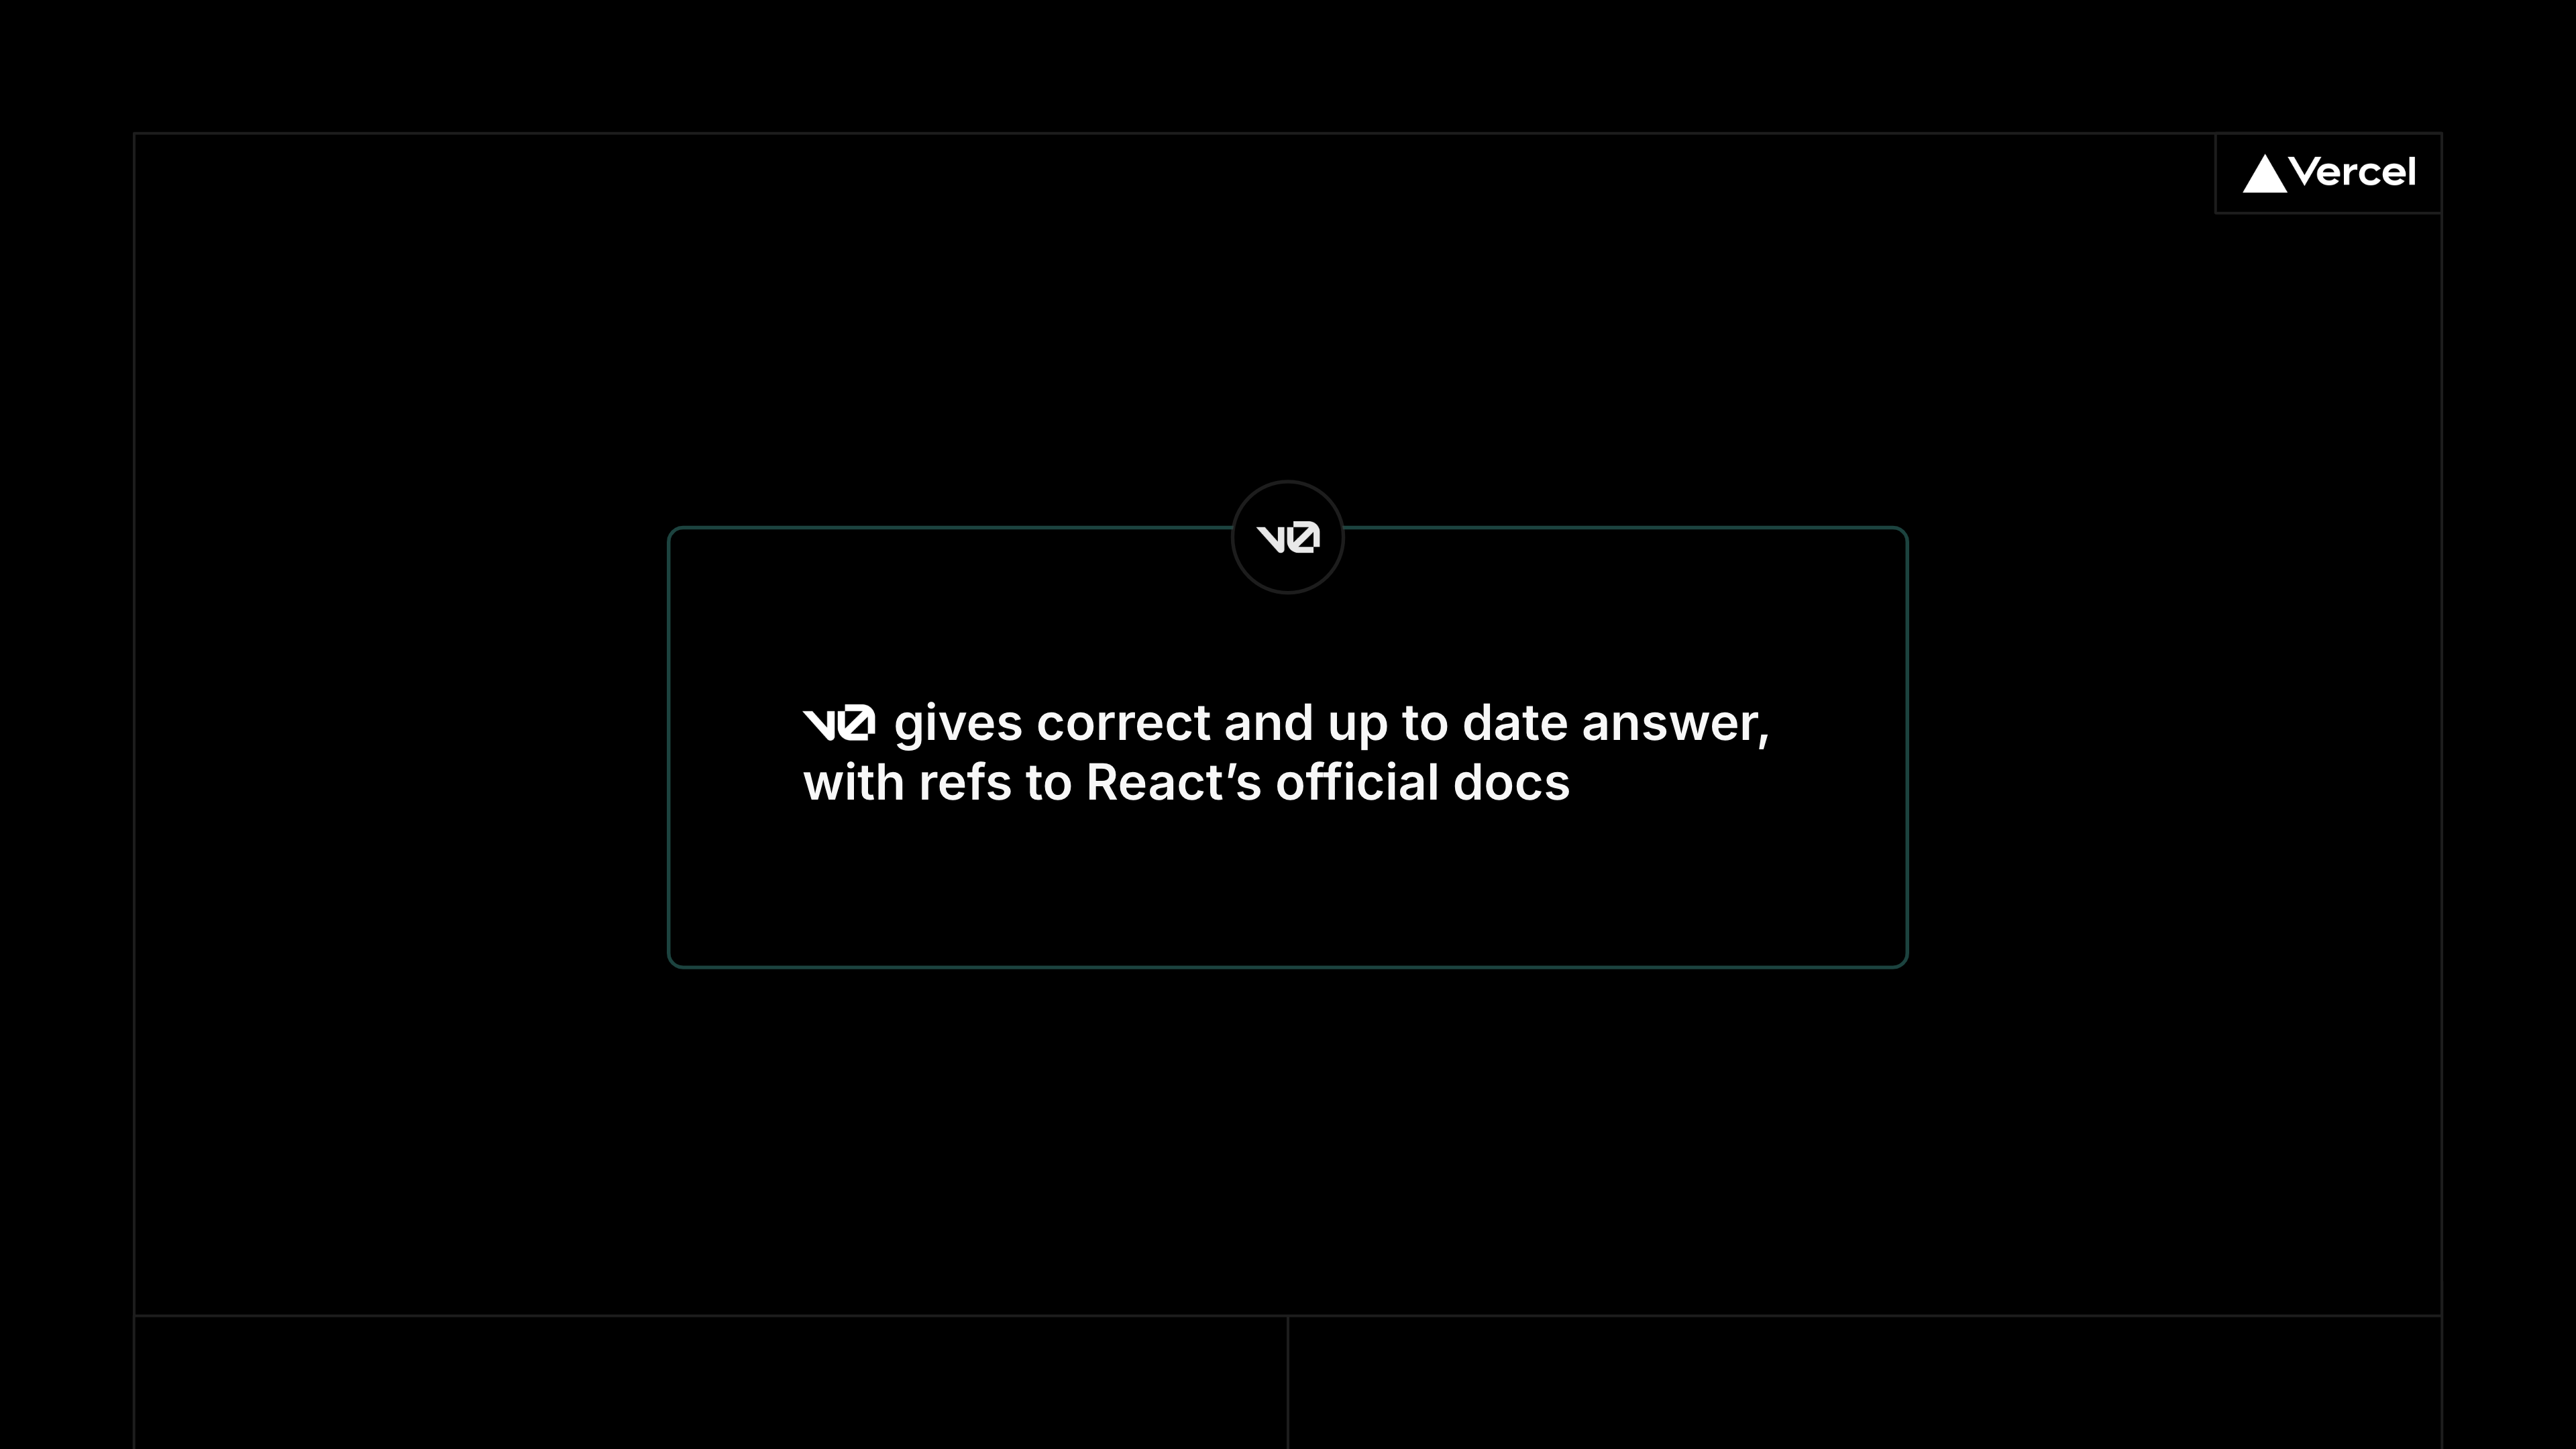 Vercel
v0
v0 gives correct and up to date answer,
with refs to React’s official docs